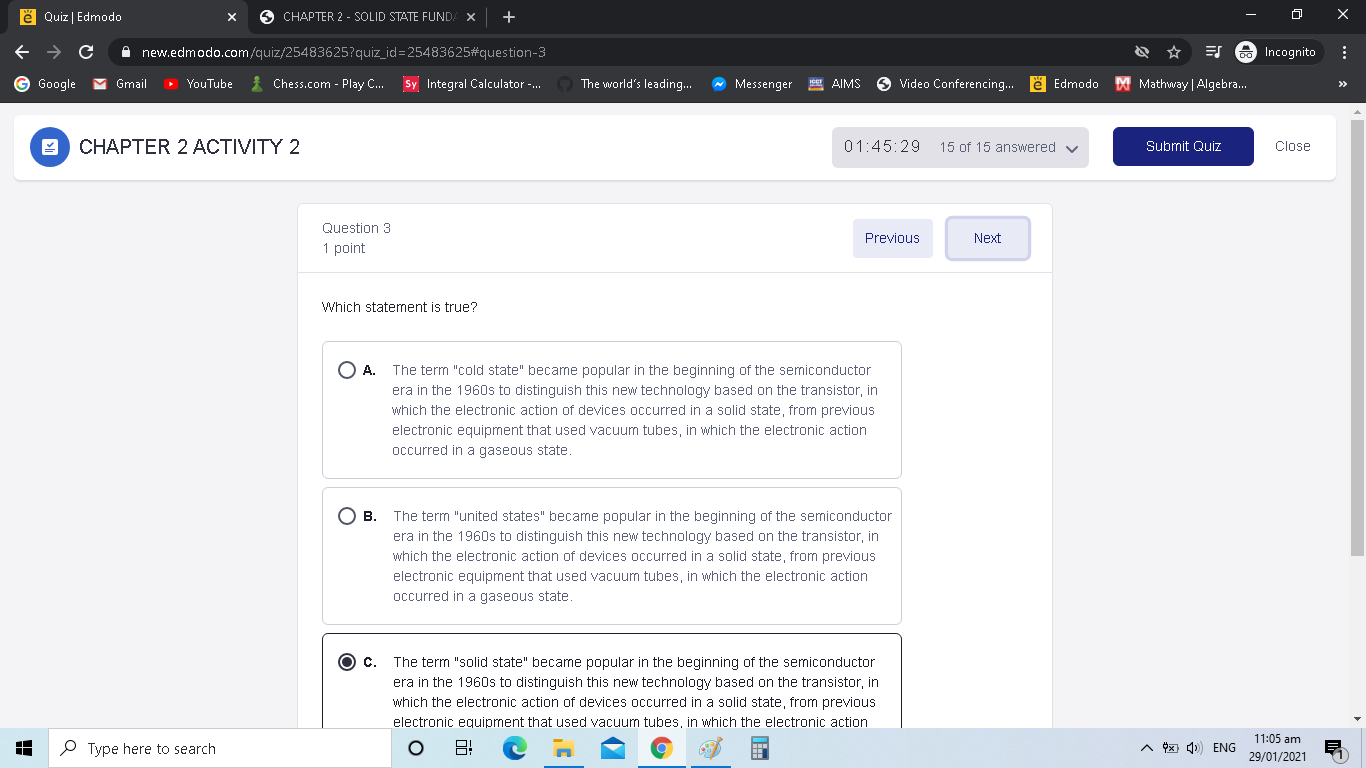 Quiz | Edmodo
CHAPTER 2 - SOLID STATE FUNDA
new.edmodo.com/quiz/25483625?quiz_id=25483625#question-3
Incognito
Google Gmail YouTube Chess.com - Play C... Sy Integral Calculator -... The world's leading... Messenger AIMS Video Conferencing... Edmodo Mathway | Algebra... »
CHAPTER 2 ACTIVITY 2
01:45:29 15 of 15 answered
Submit Quiz
Close
Question 3
1 point
Previous
Next
Which statement is true?
A. The term "cold state" became popular in the beginning of the semiconductor
era in the 1960s to distinguish this new technology based on the transistor, in
which the electronic action of devices occurred in a solid state, from previous
electronic equipment that used vacuum tubes, in which the electronic action
occurred in a gaseous state.
B. The term "united states" became popular in the beginning of the semiconductor
era in the 1960s to distinguish this new technology based on the transistor, in
which the electronic action of devices occurred in a solid state, from previous
electronic equipment that used vacuum tubes, in which the electronic action
occurred in a gaseous state.
C. The term "solid state" became popular in the beginning of the semiconductor
era in the 1960s to distinguish this new technology based on the transistor, in
which the electronic action of devices occurred in a solid state, from previous
electronic equipment that used vacuum tubes, in which the electronic action
Type here to search
ENG
11:05 am
29/01/2021
1